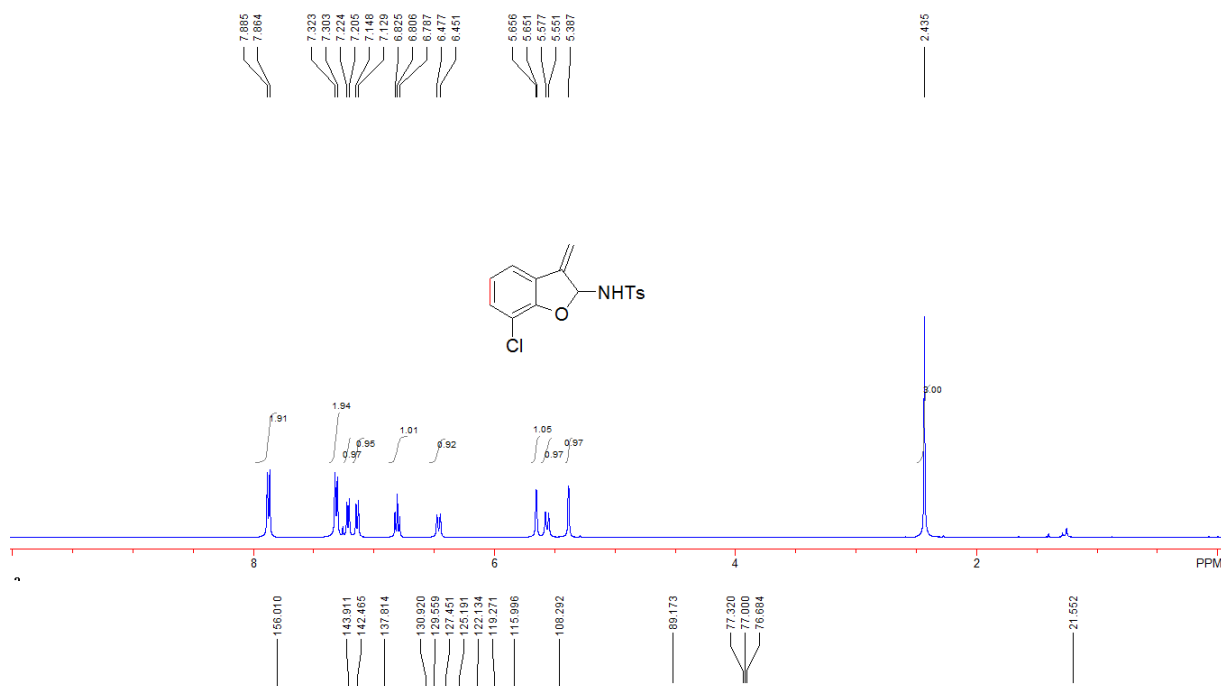 7.885 7.864 7.323 7.303 7.224 7.205 7.148 7.129 6.825 6.806 6.787 6.477 6.451 5.656 5.651 5.577 5.551 5.387 2.435
NHTs
O
Cl
1.91 1.94 0.97 0.95 1.01 0.92 1.05 0.97 0.97 3.00
8 6 4 2 PPM
156.010 143.911 142.465 137.814 130.920 129.559 127.451 125.191 122.134 119.271 115.996 108.292 89.173 77.320 77.000 76.684 21.552